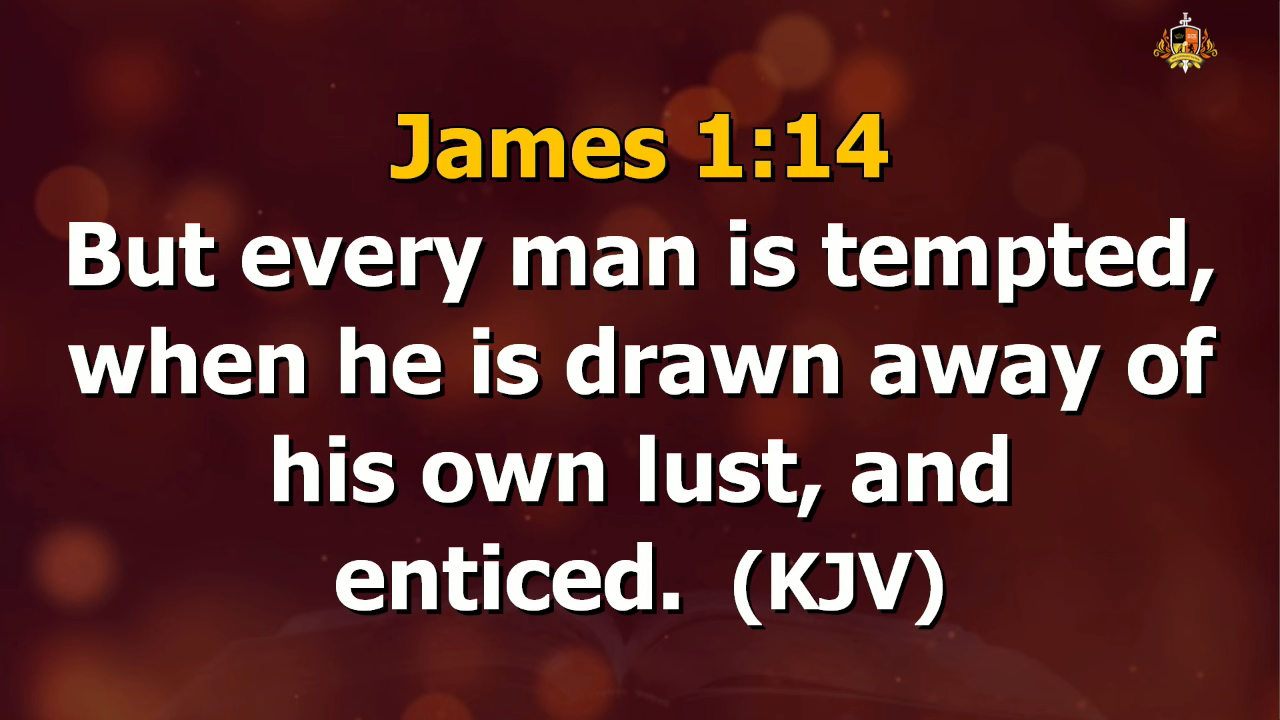 James 1:14
But every man is tempted,
when he is drawn away of
his own lust, and
enticed. (KJV)